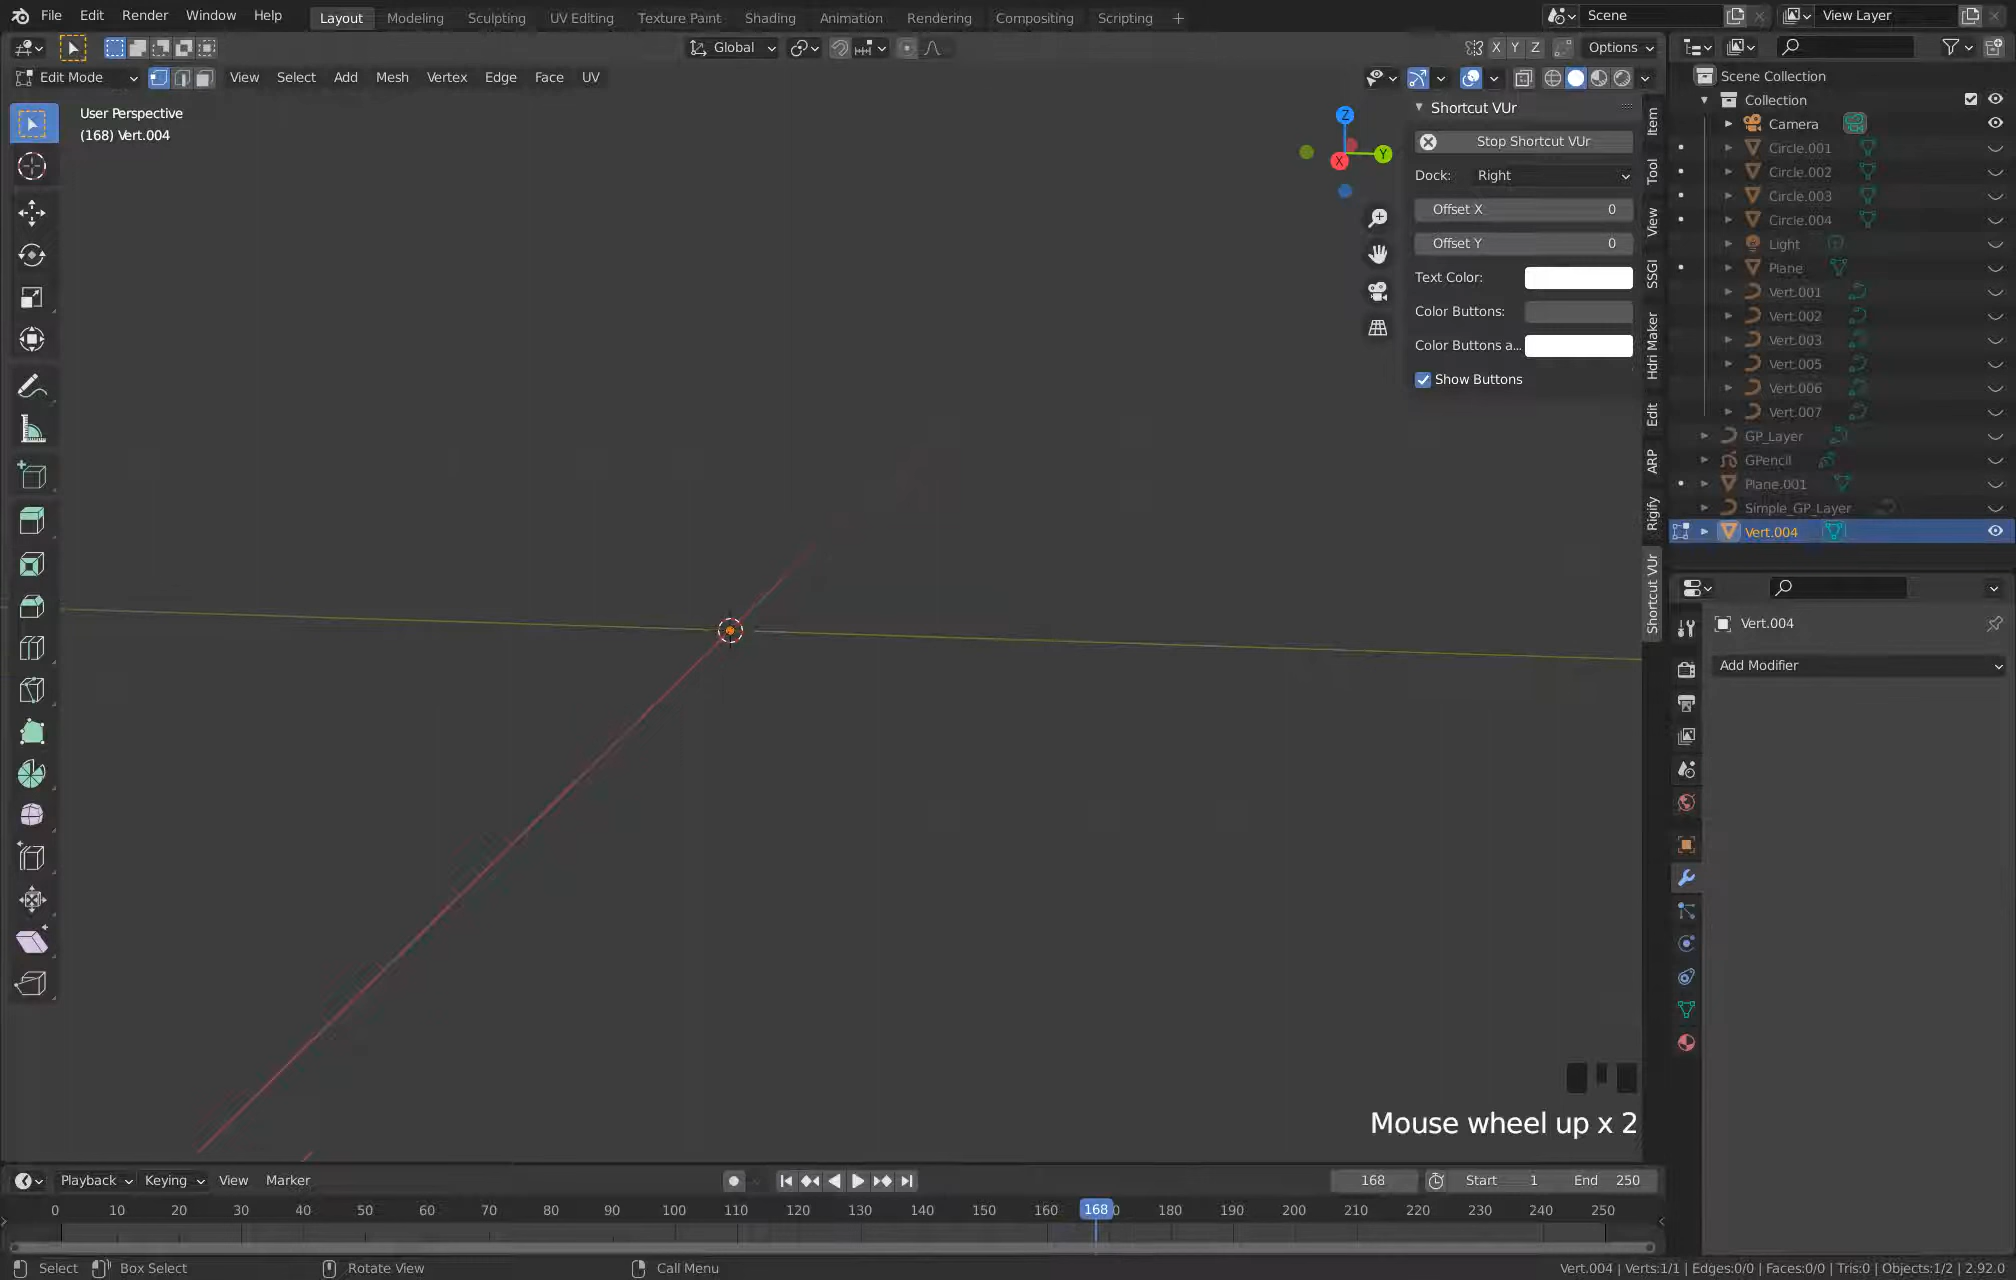 File Edit Render Window Help Layout Modeling Sculpting UV Editing Texture Paint Shading Animation Rendering Compositing Scripting + Scene View Layer
Global X Y Z Options
Edit Mode View Select Add Mesh Vertex Edge Face UV
User Perspective
(168) Vert.004
Z
Y
X
Shortcut VUr
Stop Shortcut VUr
Dock: Right
Offset X 0
Offset Y 0
Text Color:
Color Buttons:
Color Buttons a...
Show Buttons
Item
Tool
View
SSGI
Hdri Maker
Edit
ARP
Rigify
Shortcut VUr
Scene Collection
Collection
Camera
Circle.001
Circle.002
Circle.003
Circle.004
Light
Plane
Vert.001
Vert.002
Vert.003
Vert.005
Vert.006
Vert.007
GP_Layer
GPencil
Plane.001
Simple_GP_Layer
Vert.004
Vert.004
Add Modifier
Mouse wheel up x 2
Playback Keying View Marker 168 Start 1 End 250
0 10 20 30 40 50 60 70 80 90 100 110 120 130 140 150 160 168 180 190 200 210 220 230 240 250
Select Box Select Rotate View Call Menu Vert.004 | Verts:1/1 | Edges:0/0 | Faces:0/0 | Tris:0 | Objects:1/2 | 2.92.0